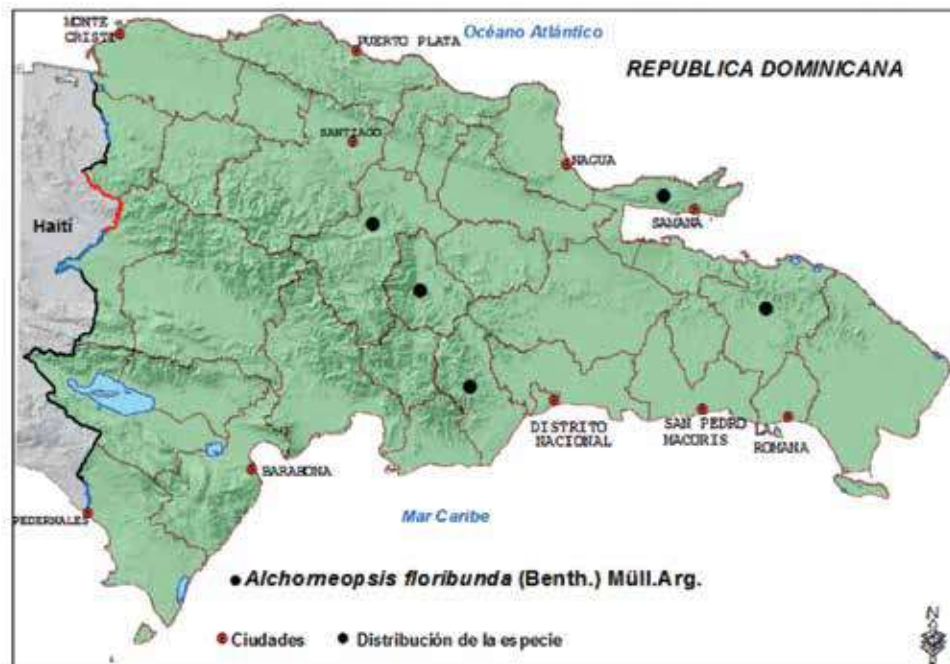 MONTE
CRISTI
PUERTO PLATA
Océano Atlántico
REPUBLICA DOMINICANA
SANTIAGO
NAGUA
SAMANA
Haití
DISTRITO
NACIONAL
SAN PEDRO
MACORIS
LA
ROMANA
BARAHONA
PEDERNALES
Mar Caribe
Alchorneopsis floribunda (Benth.) Müll.Arg.
Ciudades
Distribución de la especie
N